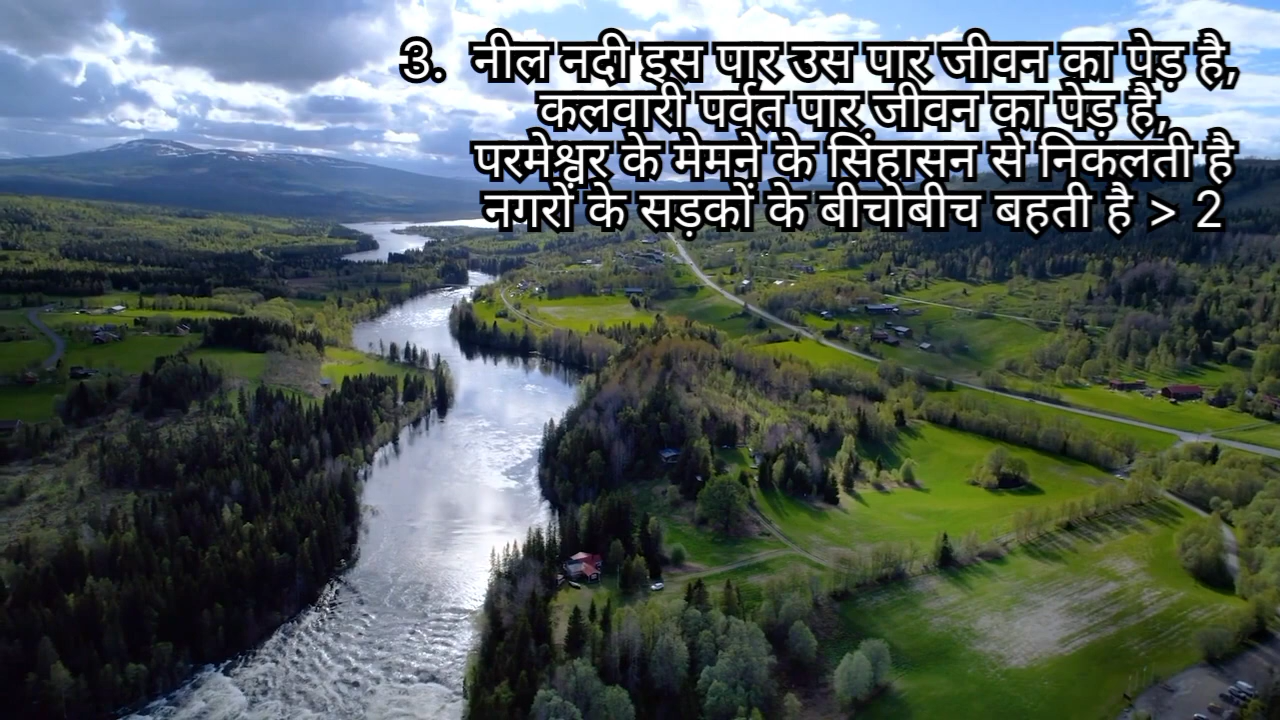 3. नील नदी इस पार उस पार जीवन का पेड़ है,
कलवारी पर्वत पार जीवन का पेड़ है,
परमेश्वर के मेमने के सिंहासन से निकलती है
नगरों के सड़कों के बीचोबीच बहती है > 2